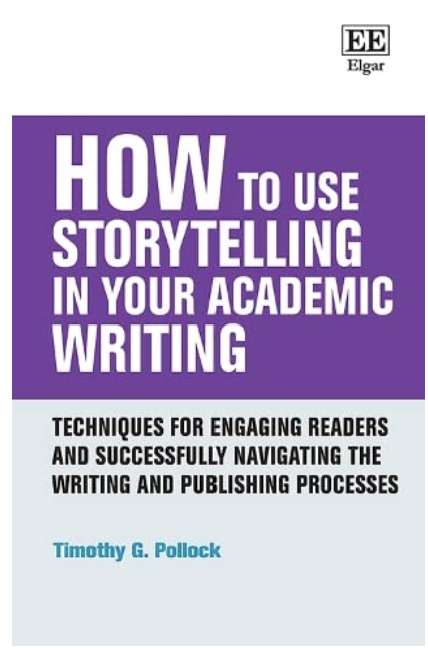 EE
Elgar
HOW TO USE
STORYTELLING
IN YOUR ACADEMIC
WRITING
TECHNIQUES FOR ENGAGING READERS
AND SUCCESSFULLY NAVIGATING THE
WRITING AND PUBLISHING PROCESSES
Timothy G. Pollock